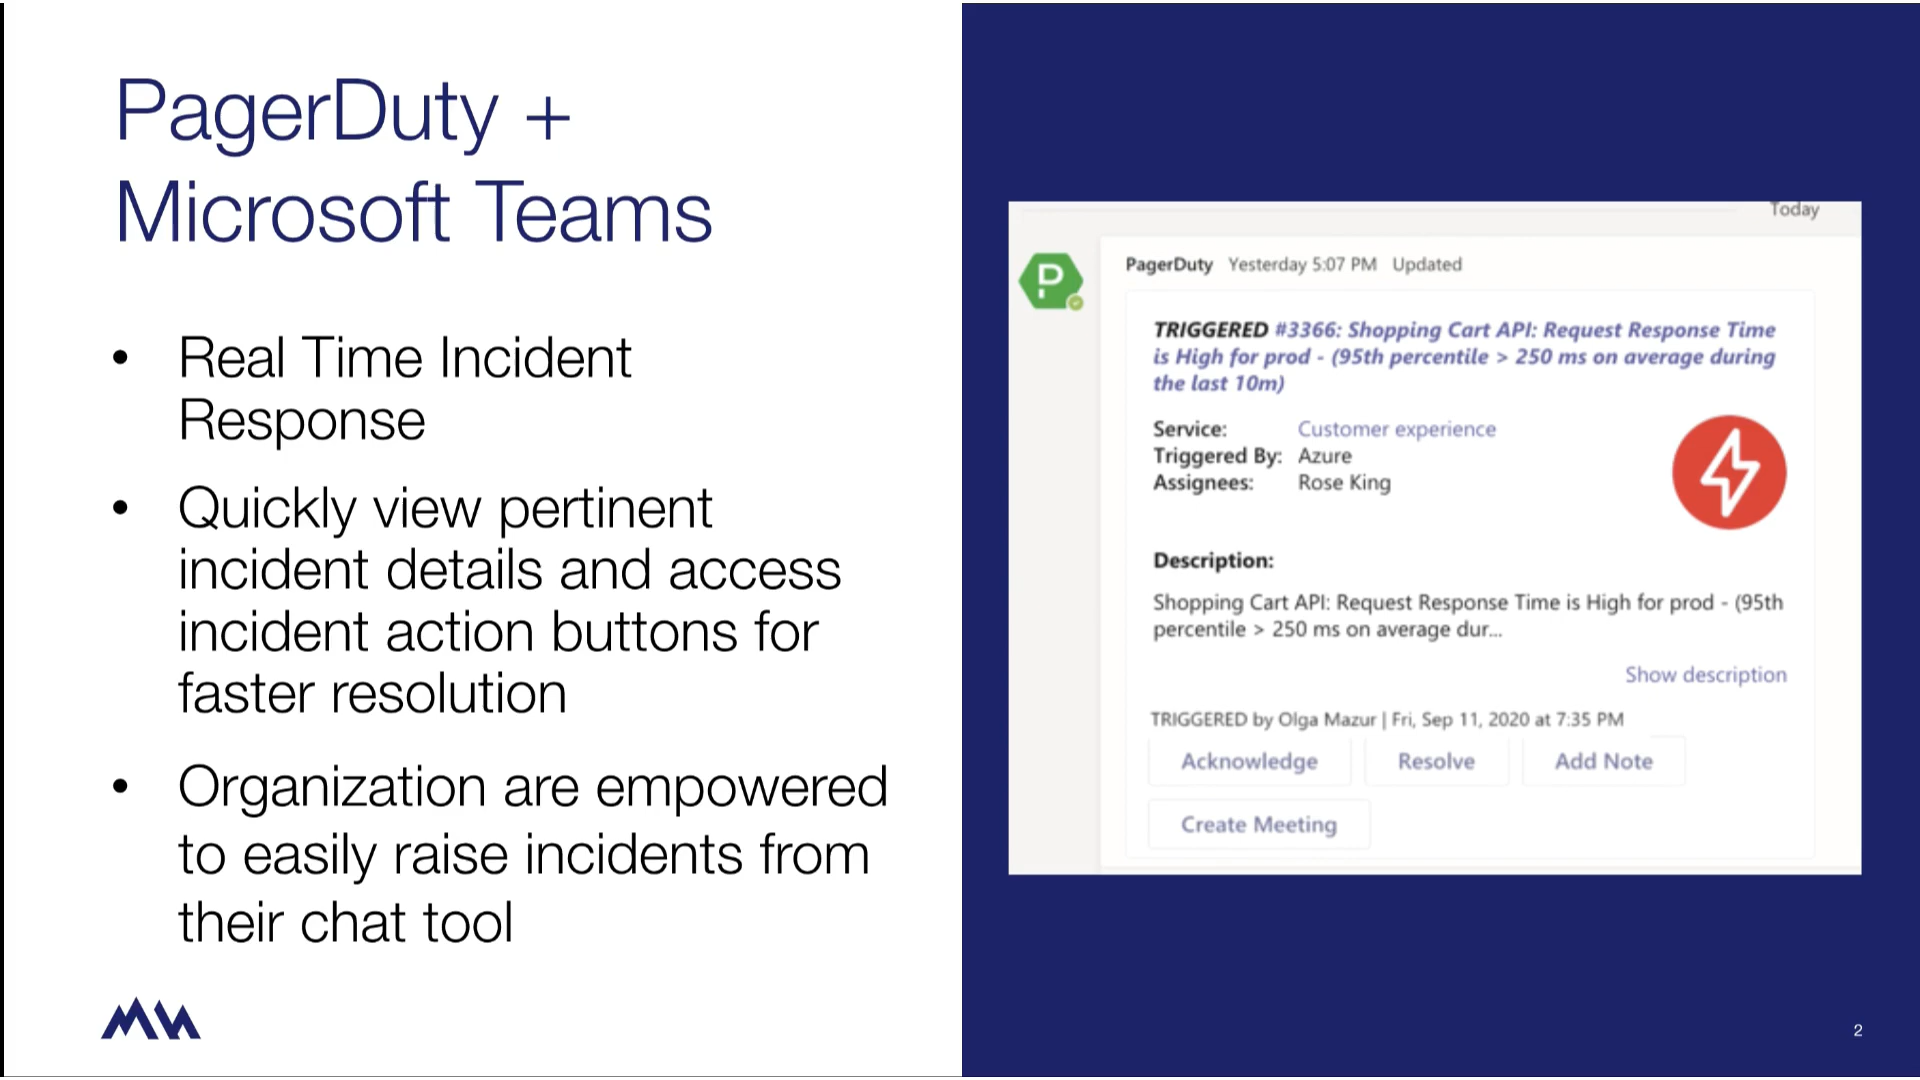 PagerDuty +
Microsoft Teams
• Real Time Incident
Response
• Quickly view pertinent
incident details and access
incident action buttons for
faster resolution
• Organization are empowered
to easily raise incidents from
their chat tool
Today
PagerDuty Yesterday 5:07 PM Updated
TRIGGERED #3366: Shopping Cart API: Request Response Time
is High for prod - (95th percentile > 250 ms on average during
the last 10m)
Service: Customer experience
Triggered By: Azure
Assignees: Rose King
Description:
Shopping Cart API: Request Response Time is High for prod - (95th
percentile > 250 ms on average dur...
Show description
TRIGGERED by Olga Mazur | Fri, Sep 11, 2020 at 7:35 PM
Acknowledge Resolve Add Note
Create Meeting
2